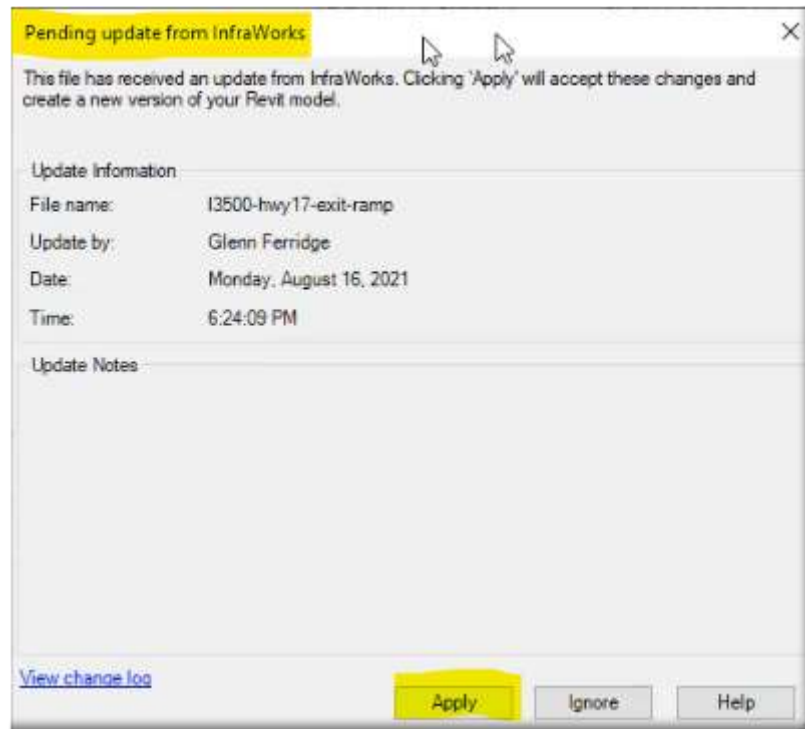 Pending update from InfraWorks
This file has received an update from InfraWorks. Clicking 'Apply' will accept these changes and
create a new version of your Revit model.
Update Information
File name: I3500-hwy17-exit-ramp
Update by: Glenn Ferridge
Date: Monday, August 16, 2021
Time: 6:24:09 PM
Update Notes
View change log
Apply Ignore Help